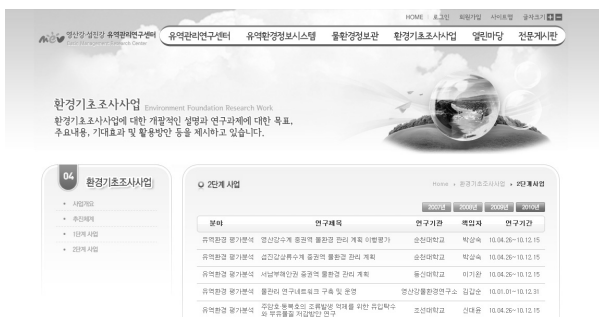 HOME 로그인 회원가입 사이트맵 글자크기
영산강·섬진강 유역관리연구센터
유역관리연구센터 유역환경정보시스템 물환경정보관 환경기초조사사업 열린마당 전문게시판
환경기초조사사업 Environment Foundation Research Work
환경기초조사사업에 대한 개괄적인 설명과 연구과제에 대한 목표,
주요내용, 기대효과 및 활용방안 등을 제시하고 있습니다.
04 환경기초조사사업
사업개요
추진체계
1단계 사업
2단계 사업
2단계 사업
Home 환경기초조사사업 2단계사업
2007년 2008년 2009년 2010년
분야 연구제목 연구기관 책임자 연구기간
유역환경 평가분석 영산강수계 중권역 물환경 관리 계획 이행평가 순천대학교 박상숙 10.04.26~10.12.15
유역환경 평가분석 섬진강상류수계 중권역 물환경 관리 계획 순천대학교 박상숙 10.04.26~10.12.15
유역환경 평가분석 서남부해안권 중권역 물환경 관리 계획 동신대학교 이기완 10.04.26~10.12.15
유역환경 평가분석 물관리 연구네트워크 구축 및 운영 영산강물환경연구소 김갑순 10.01.01~10.12.31
유역환경 평가분석 주암호·동복호의 조류발생 억제를 위한 유입탁수 및 부유물질 저감방안 연구 조선대학교 신대윤 10.04.26~10.12.15